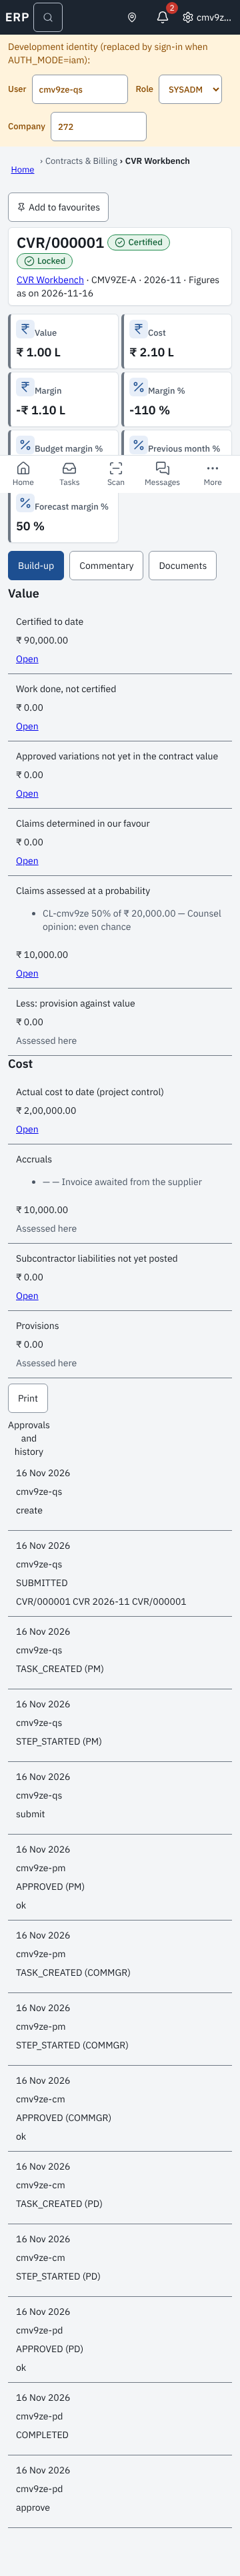 ERP
2
cmv9z...
Development identity (replaced by sign-in when
AUTH_MODE=iam):
User
cmv9ze-qs
Role
SYSADM
Company
272
Home
› Contracts & Billing › CVR Workbench
Add to favourites
CVR/000001
Certified
Locked
CVR Workbench · CMV9ZE-A · 2026-11 · Figures
as on 2026-11-16
Value
₹ 1.00 L
Cost
₹ 2.10 L
Margin
-₹ 1.10 L
Margin %
-110 %
Budget margin %
Previous month %
Home
Tasks
Scan
Messages
More
Forecast margin %
50 %
Build-up
Commentary
Documents
Value
Certified to date
₹ 90,000.00
Open
Work done, not certified
₹ 0.00
Open
Approved variations not yet in the contract value
₹ 0.00
Open
Claims determined in our favour
₹ 0.00
Open
Claims assessed at a probability
• CL-cmv9ze 50% of ₹ 20,000.00 — Counsel
opinion: even chance
₹ 10,000.00
Open
Less: provision against value
₹ 0.00
Assessed here
Cost
Actual cost to date (project control)
₹ 2,00,000.00
Open
Accruals
• — — Invoice awaited from the supplier
₹ 10,000.00
Assessed here
Subcontractor liabilities not yet posted
₹ 0.00
Open
Provisions
₹ 0.00
Assessed here
Print
Approvals
and
history
16 Nov 2026
cmv9ze-qs
create
16 Nov 2026
cmv9ze-qs
SUBMITTED
CVR/000001 CVR 2026-11 CVR/000001
16 Nov 2026
cmv9ze-qs
TASK_CREATED (PM)
16 Nov 2026
cmv9ze-qs
STEP_STARTED (PM)
16 Nov 2026
cmv9ze-qs
submit
16 Nov 2026
cmv9ze-pm
APPROVED (PM)
ok
16 Nov 2026
cmv9ze-pm
TASK_CREATED (COMMGR)
16 Nov 2026
cmv9ze-pm
STEP_STARTED (COMMGR)
16 Nov 2026
cmv9ze-cm
APPROVED (COMMGR)
ok
16 Nov 2026
cmv9ze-cm
TASK_CREATED (PD)
16 Nov 2026
cmv9ze-cm
STEP_STARTED (PD)
16 Nov 2026
cmv9ze-pd
APPROVED (PD)
ok
16 Nov 2026
cmv9ze-pd
COMPLETED
16 Nov 2026
cmv9ze-pd
approve